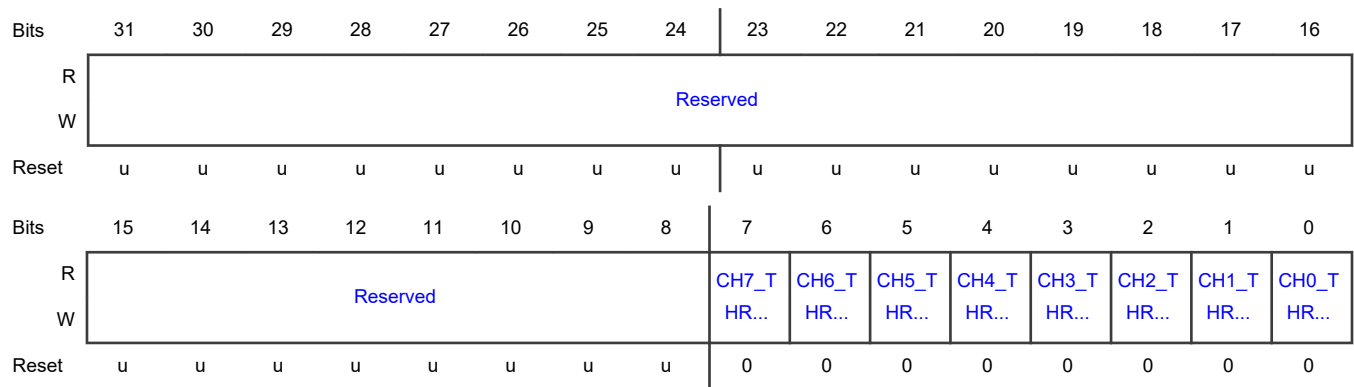 Bits 31 30 29 28 27 26 25 24 23 22 21 20 19 18 17 16
R
Reserved
W
Reset u u u u u u u u u u u u u u u u
Bits 15 14 13 12 11 10 9 8 7 6 5 4 3 2 1 0
R
Reserved CH7_T CH6_T CH5_T CH4_T CH3_T CH2_T CH1_T CH0_T
W HR... HR... HR... HR... HR... HR... HR... HR...
Reset u u u u u u u u 0 0 0 0 0 0 0 0